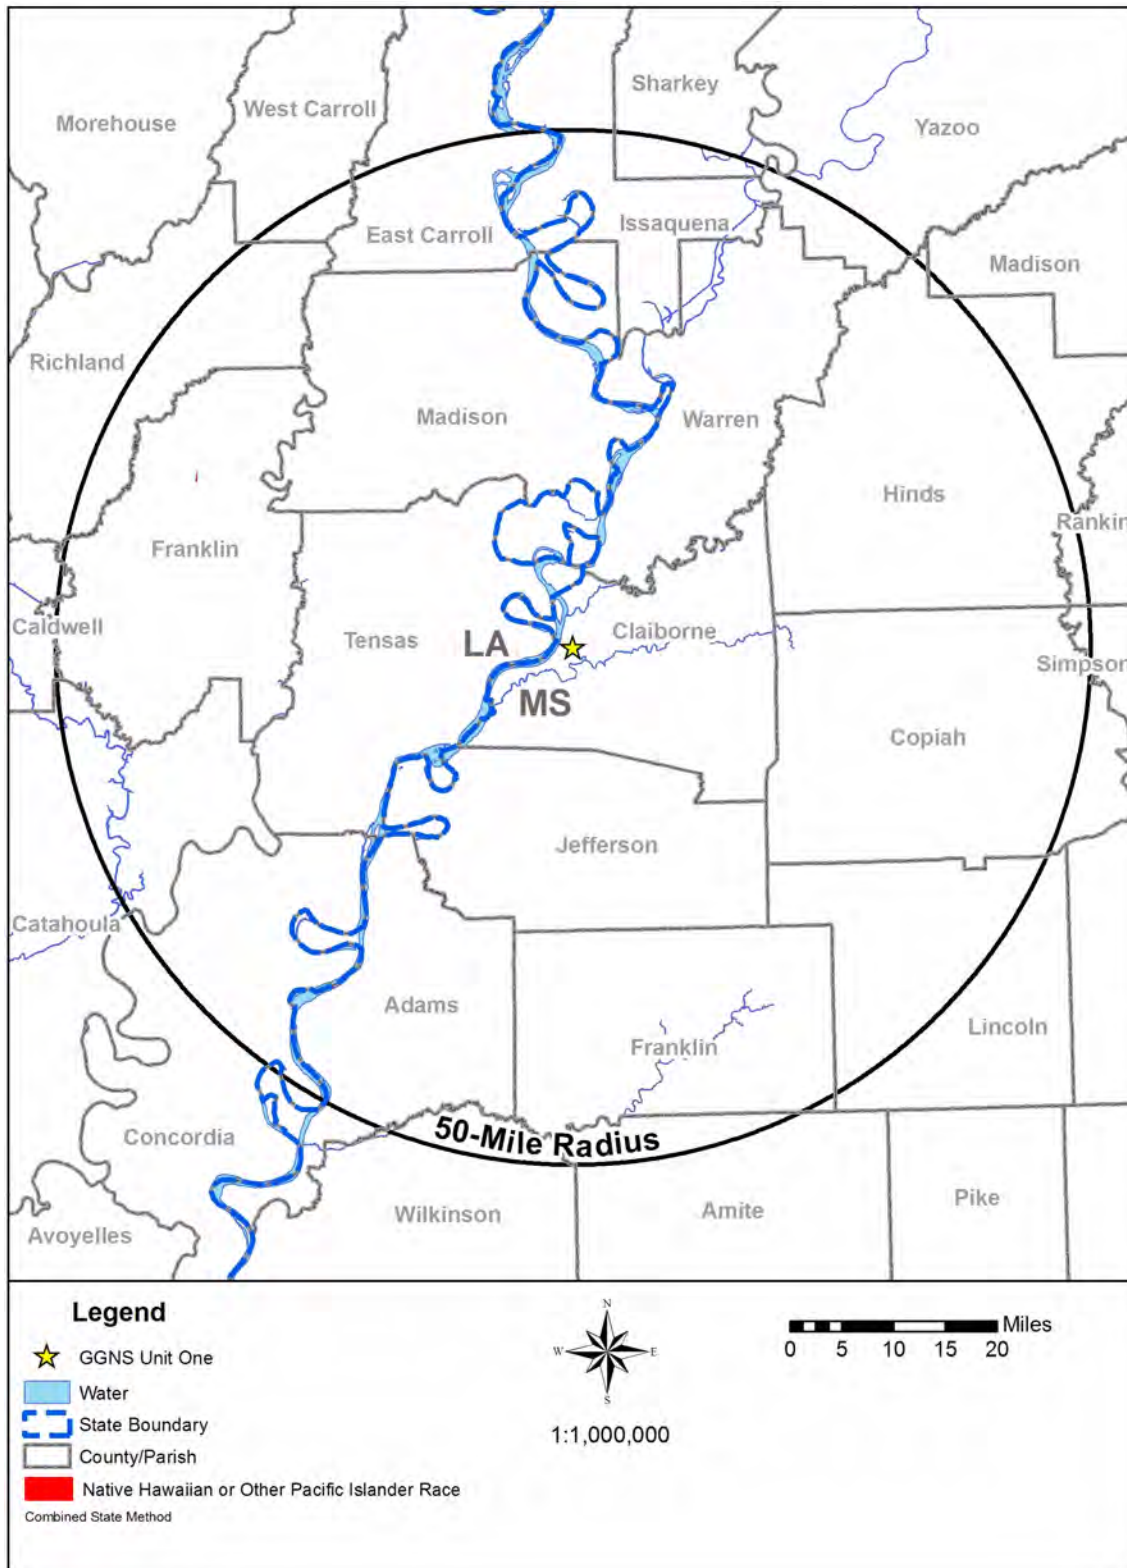 Sharkey
West Carroll
Morehouse
Yazoo
Issaquena
East Carroll
Madison
Richland
Madison
Warren
Hinds
Rankin
Franklin
Caldwell
Tensas
LA
Claiborne
Simpson
MS
Copiah
Jefferson
Catahoula
Adams
Lincoln
Franklin
Concordia
50-Mile Radius
Pike
Amite
Wilkinson
Avoyelles
Legend
GGNS Unit One
Water
State Boundary
County/Parish
Native Hawaiian or Other Pacific Islander Race
Combined State Method
N
W E
S
1:1,000,000
Miles
0 5 10 15 20